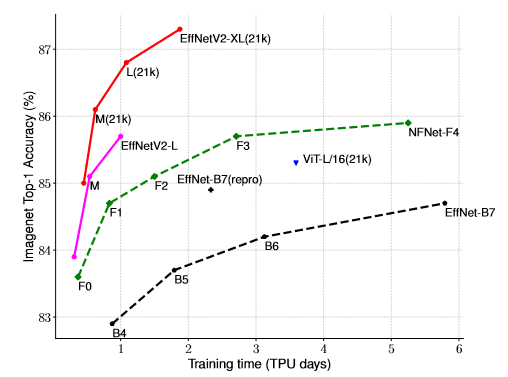 EffNetV2-XL(21k)
87
L(21k)
M(21k)
86
NFNet-F4
EffNetV2-L
F3
ViT-L/16(21k)
85
M
F2
EffNet-B7(repro)
F1
EffNet-B7
84
B6
B5
F0
83
B4
1 2 3 4 5 6
Training time (TPU days)
Imagenet Top-1 Accuracy (%)